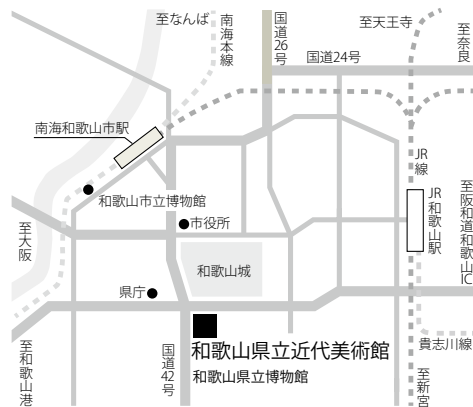 至なんば
南海本線
国道26号
至天王寺
至奈良
国道24号
南海和歌山市駅
JR線
和歌山市立博物館
JR和歌山駅
至阪和道和歌山IC
市役所
至大阪
和歌山城
県庁
和歌山県立近代美術館
和歌山県立博物館
貴志川線
国道42号
至和歌山港
至新宮